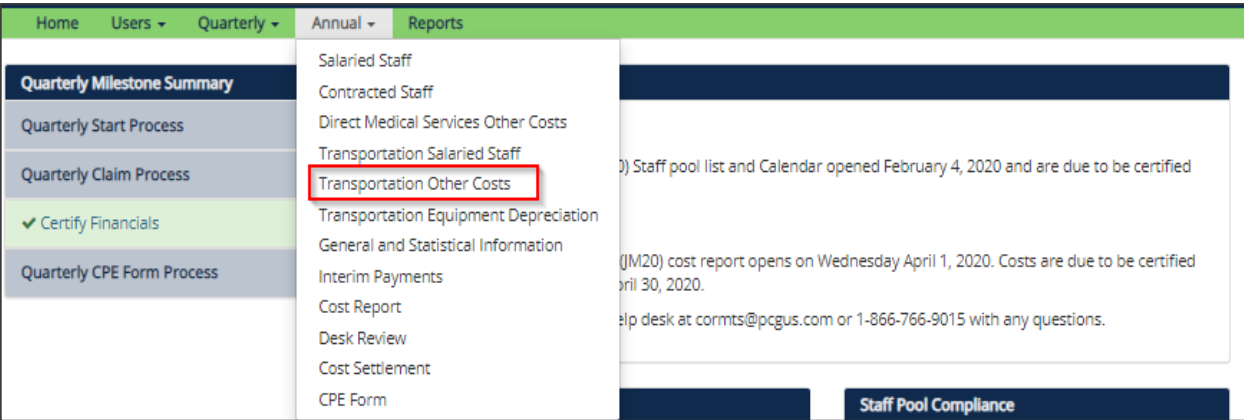 Home Users Quarterly Annual Reports
Quarterly Milestone Summary
Quarterly Start Process
Quarterly Claim Process
Certify Financials
Quarterly CPE Form Process
Salaried Staff
Contracted Staff
Direct Medical Services Other Costs
Transportation Salaried Staff
Transportation Other Costs
Transportation Equipment Depreciation
General and Statistical Information
Interim Payments
Cost Report
Desk Review
Cost Settlement
CPE Form
0) Staff pool list and Calendar opened February 4, 2020 and are due to be certified
(JM20) cost report opens on Wednesday April 1, 2020. Costs are due to be certified
pril 30, 2020.
elp desk at cormts@pcgus.com or 1-866-766-9015 with any questions.
Staff Pool Compliance